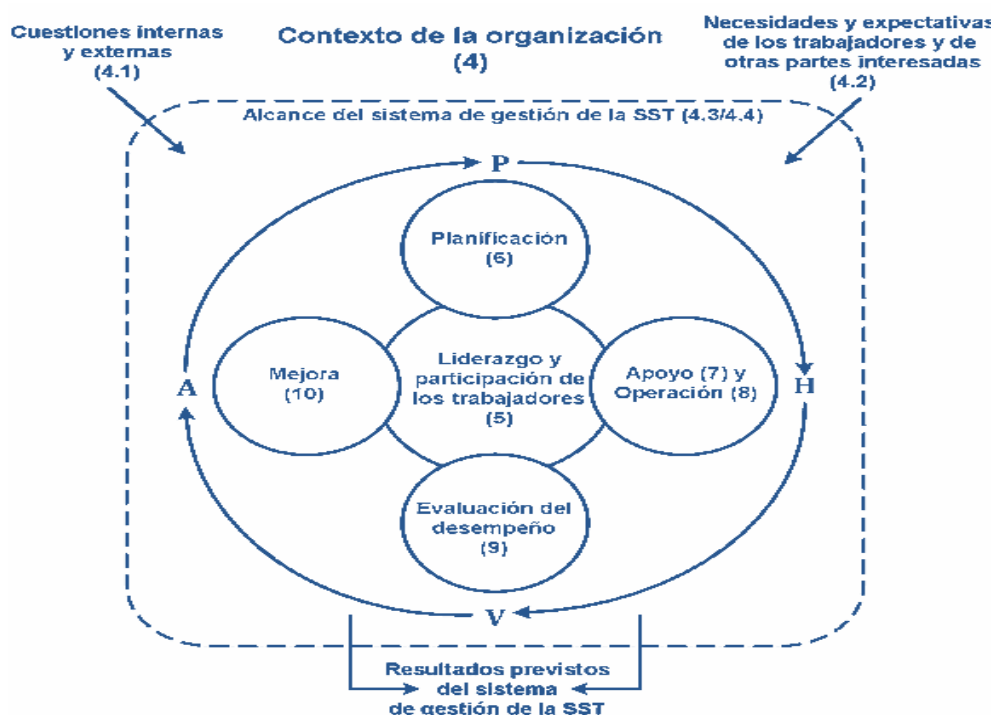 Cuestiones internas
y externas
(4.1)
Contexto de la organización
(4)
Necesidades y expectativas
de los trabajadores y de
otras partes interesadas
(4.2)
Alcance del sistema de gestión de la SST (4.3/4.4)
P
Planificación
(6)
A
Mejora
(10)
Liderazgo y
participación de
los trabajadores
(5)
Apoyo (7) y
Operación (8)
H
Evaluación del
desempeño
(9)
V
Resultados previstos
del sistema
de gestión de la SST